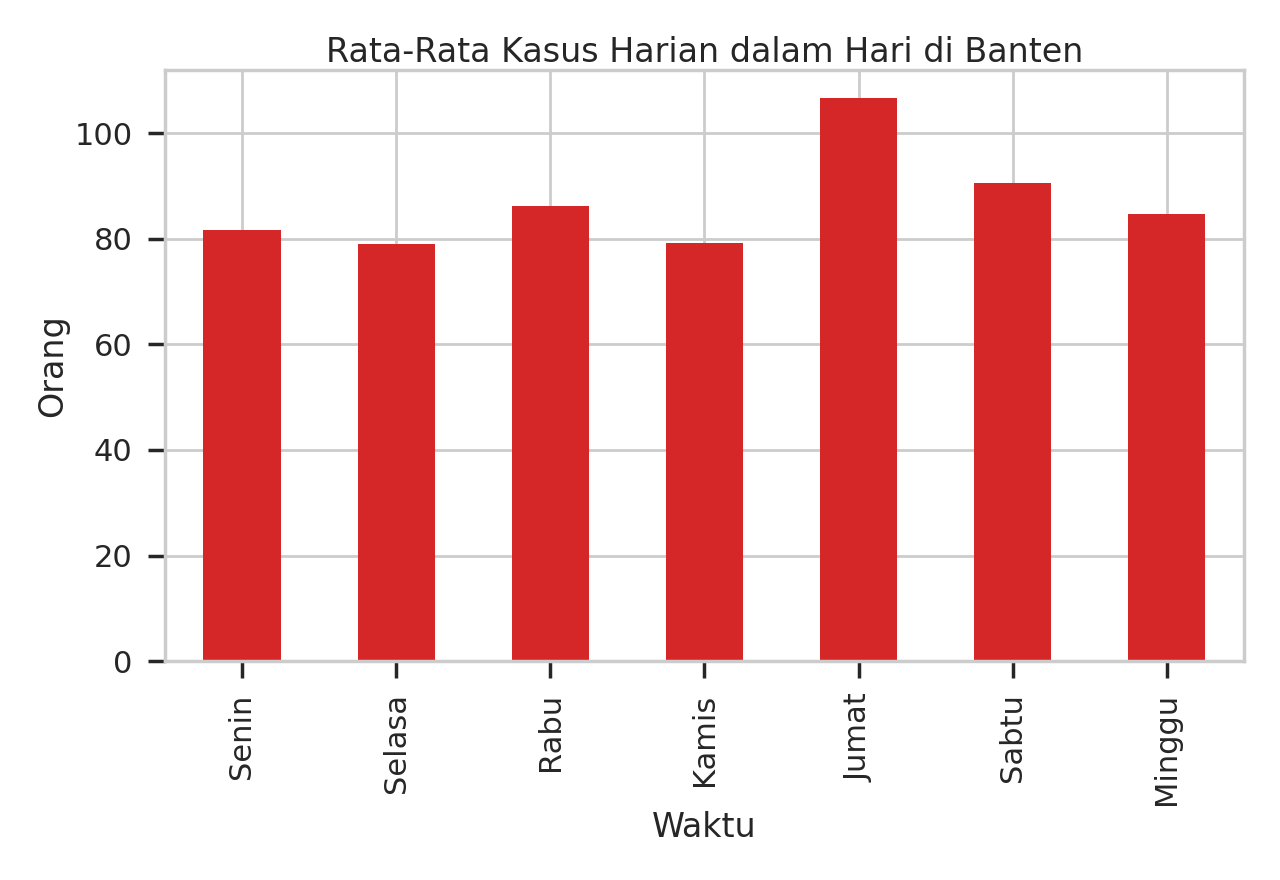 Rata-Rata Kasus Harian dalam Hari di Banten
Orang
100
80
60
40
20
0
Senin
Selasa
Rabu
Kamis
Jumat
Sabtu
Minggu
Waktu